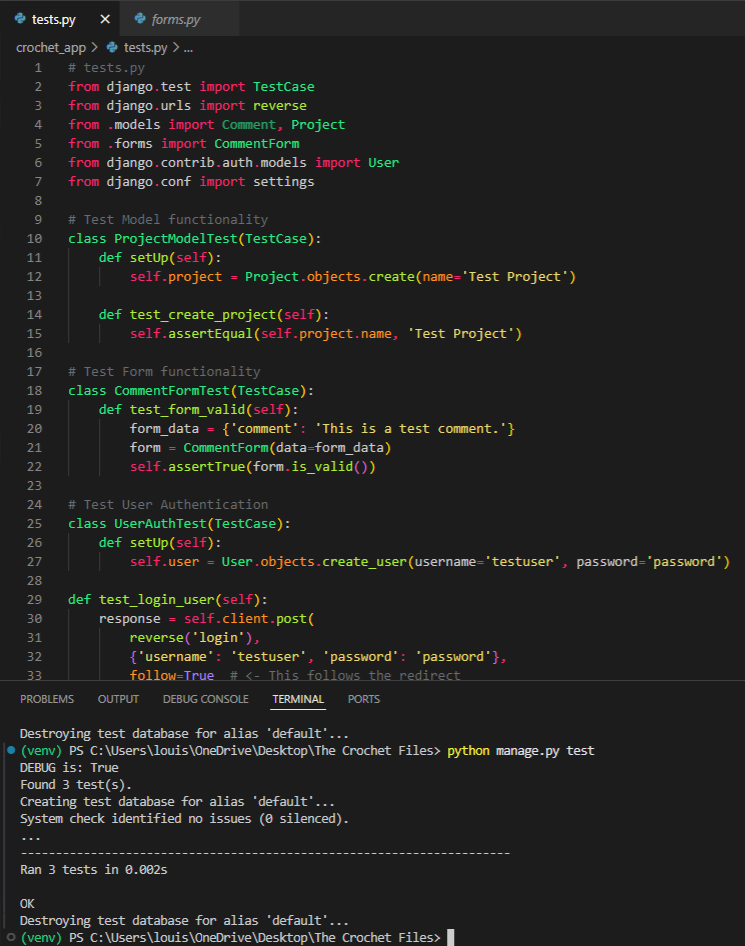 tests.py × forms.py
crochet_app > tests.py > ...
1 # tests.py
2 from django.test import TestCase
3 from django.urls import reverse
4 from .models import Comment, Project
5 from .forms import CommentForm
6 from django.contrib.auth.models import User
7 from django.conf import settings
8
9 # Test Model functionality
10 class ProjectModelTest(TestCase):
11     def setUp(self):
12         self.project = Project.objects.create(name='Test Project')
13
14     def test_create_project(self):
15         self.assertEqual(self.project.name, 'Test Project')
16
17 # Test Form functionality
18 class CommentFormTest(TestCase):
19     def test_form_valid(self):
20         form_data = {'comment': 'This is a test comment.'}
21         form = CommentForm(data=form_data)
22         self.assertTrue(form.is_valid())
23
24 # Test User Authentication
25 class UserAuthTest(TestCase):
26     def setUp(self):
27         self.user = User.objects.create_user(username='testuser', password='password')
28
29 def test_login_user(self):
30     response = self.client.post(
31         reverse('login'),
32         {'username': 'testuser', 'password': 'password'},
33         follow=True  # <- This follows the redirect
PROBLEMS OUTPUT DEBUG CONSOLE TERMINAL PORTS
Destroying test database for alias 'default'...
(venv) PS C:\Users\louis\OneDrive\Desktop\The Crochet Files> python manage.py test
DEBUG is: True
Found 3 test(s).
Creating test database for alias 'default'...
System check identified no issues (0 silenced).
...
----------------------------------------------------------------------
Ran 3 tests in 0.002s
OK
Destroying test database for alias 'default'...
(venv) PS C:\Users\louis\OneDrive\Desktop\The Crochet Files>